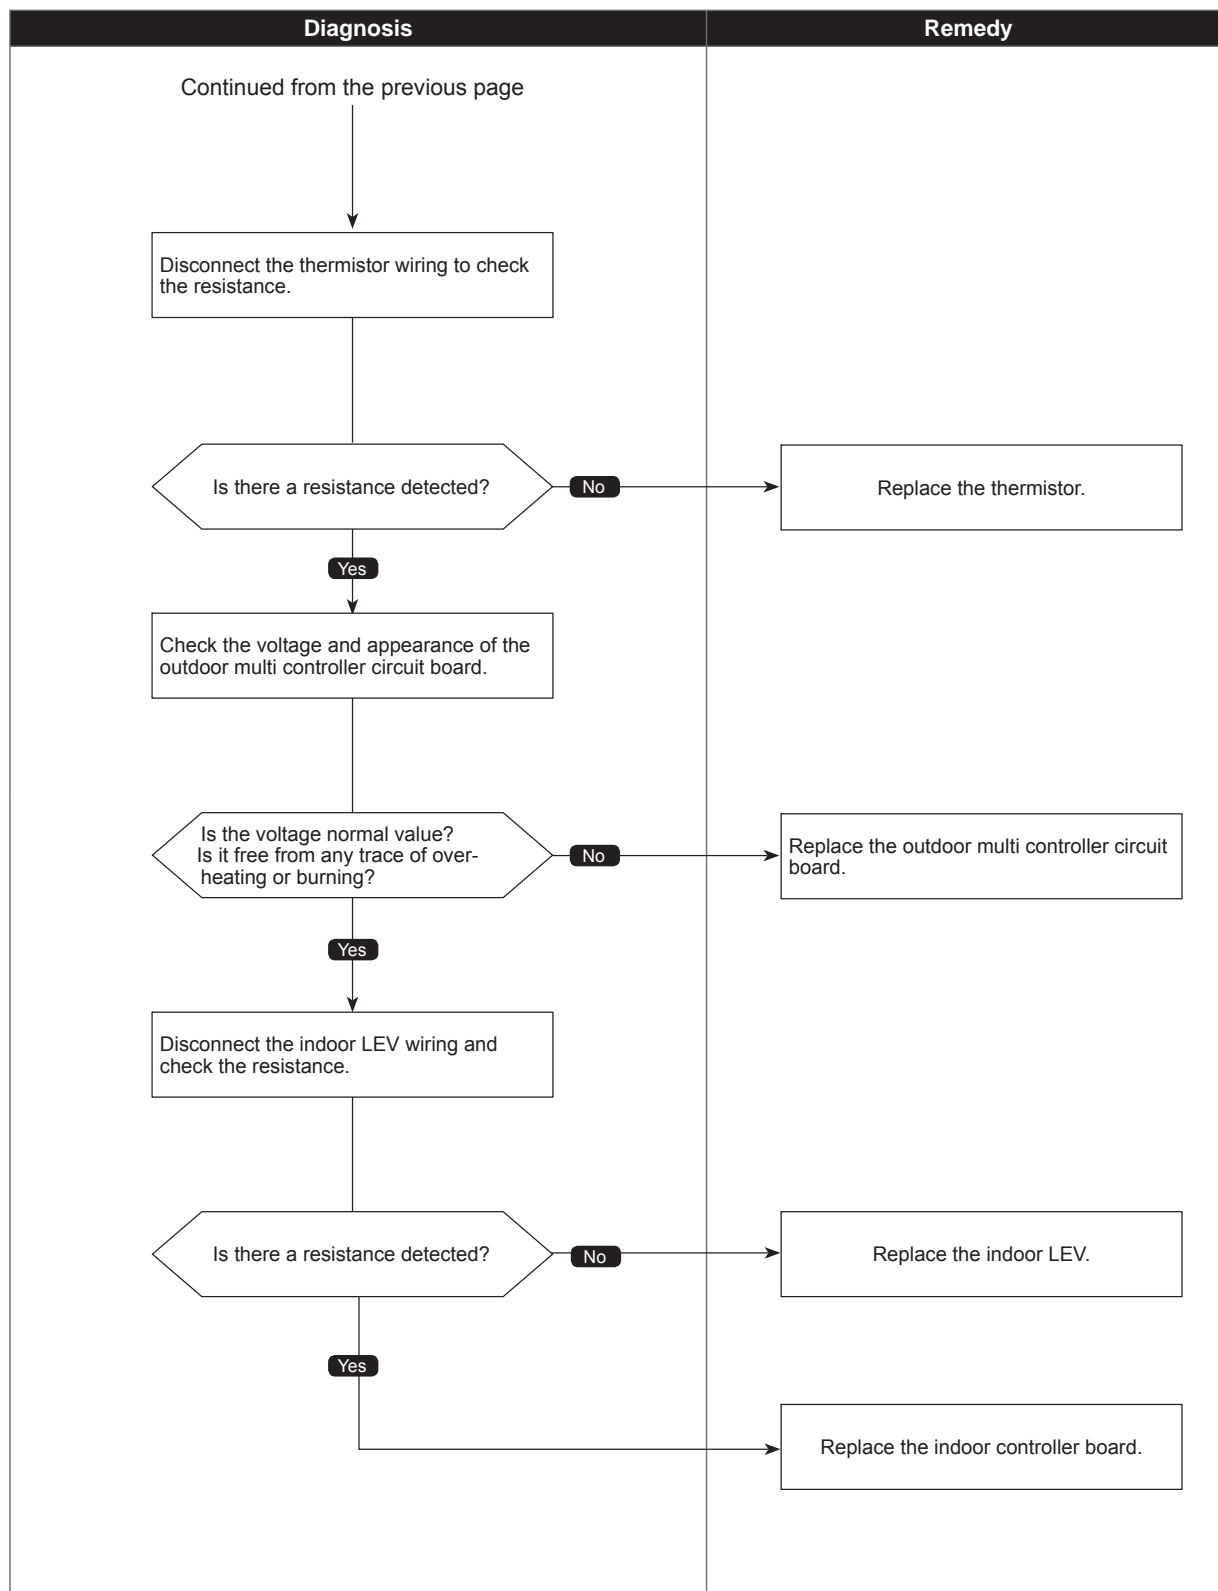 Diagnosis
Remedy
Continued from the previous page
Disconnect the thermistor wiring to check
the resistance.
Is there a resistance detected?
No
Replace the thermistor.
Yes
Check the voltage and appearance of the
outdoor multi controller circuit board.
Is the voltage normal value?
Is it free from any trace of over-
heating or burning?
No
Replace the outdoor multi controller circuit
board.
Yes
Disconnect the indoor LEV wiring and
check the resistance.
Is there a resistance detected?
No
Replace the indoor LEV.
Yes
Replace the indoor controller board.